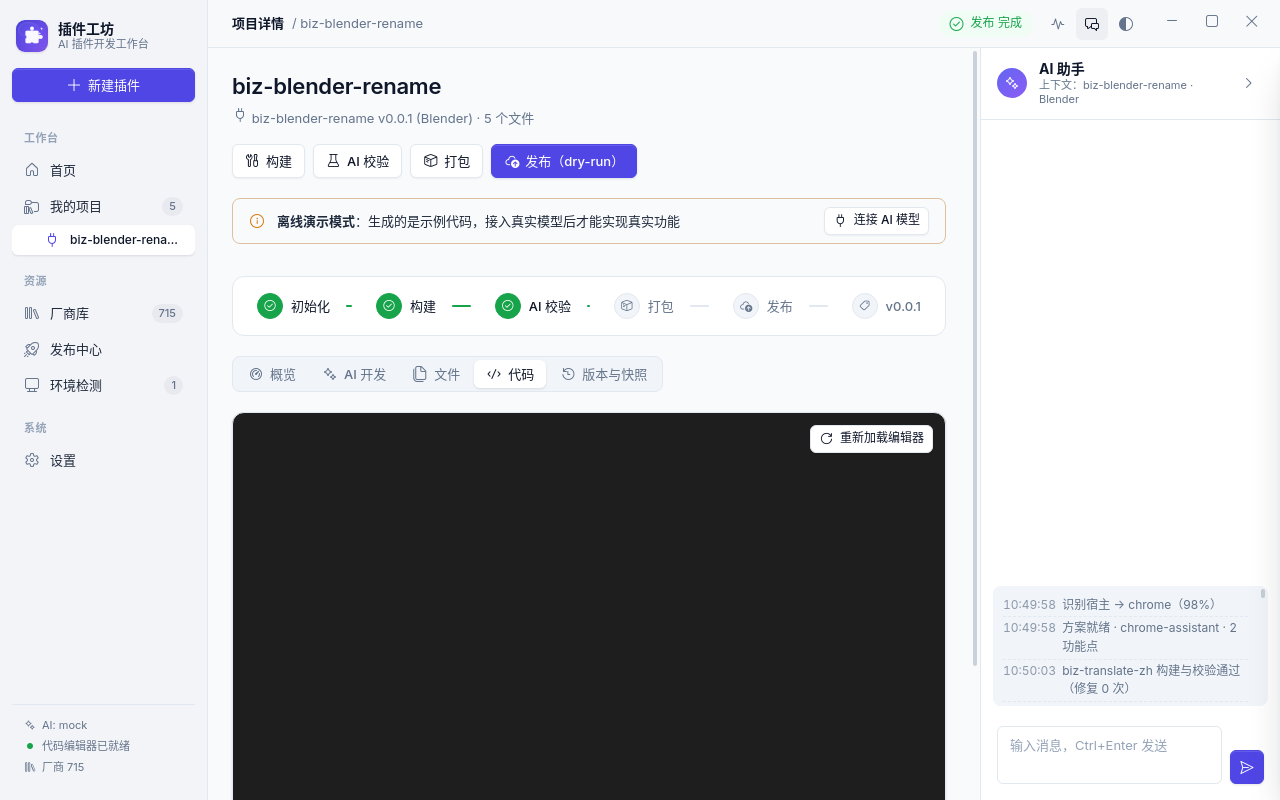 插件工坊
AI 插件开发工作台
新建插件
工作台
首页
我的项目 5
biz-blender-rena...
资源
厂商库 715
发布中心
环境检测 1
系统
设置
AI: mock
代码编辑器已就绪
厂商 715
项目详情 / biz-blender-rename
发布 完成
biz-blender-rename
biz-blender-rename v0.0.1 (Blender) · 5 个文件
构建 AI 校验 打包 发布（dry-run）
离线演示模式：生成的是示例代码，接入真实模型后才能实现真实功能
连接 AI 模型
初始化 构建 AI 校验 打包 发布 v0.0.1
概览 AI 开发 文件 代码 版本与快照
重新加载编辑器
AI 助手
上下文：biz-blender-rename ·
Blender
10:49:58 识别宿主 → chrome（98%）
10:49:58 方案就绪 · chrome-assistant · 2
功能点
10:50:03 biz-translate-zh 构建与校验通过
（修复 0 次）
输入消息，Ctrl+Enter 发送